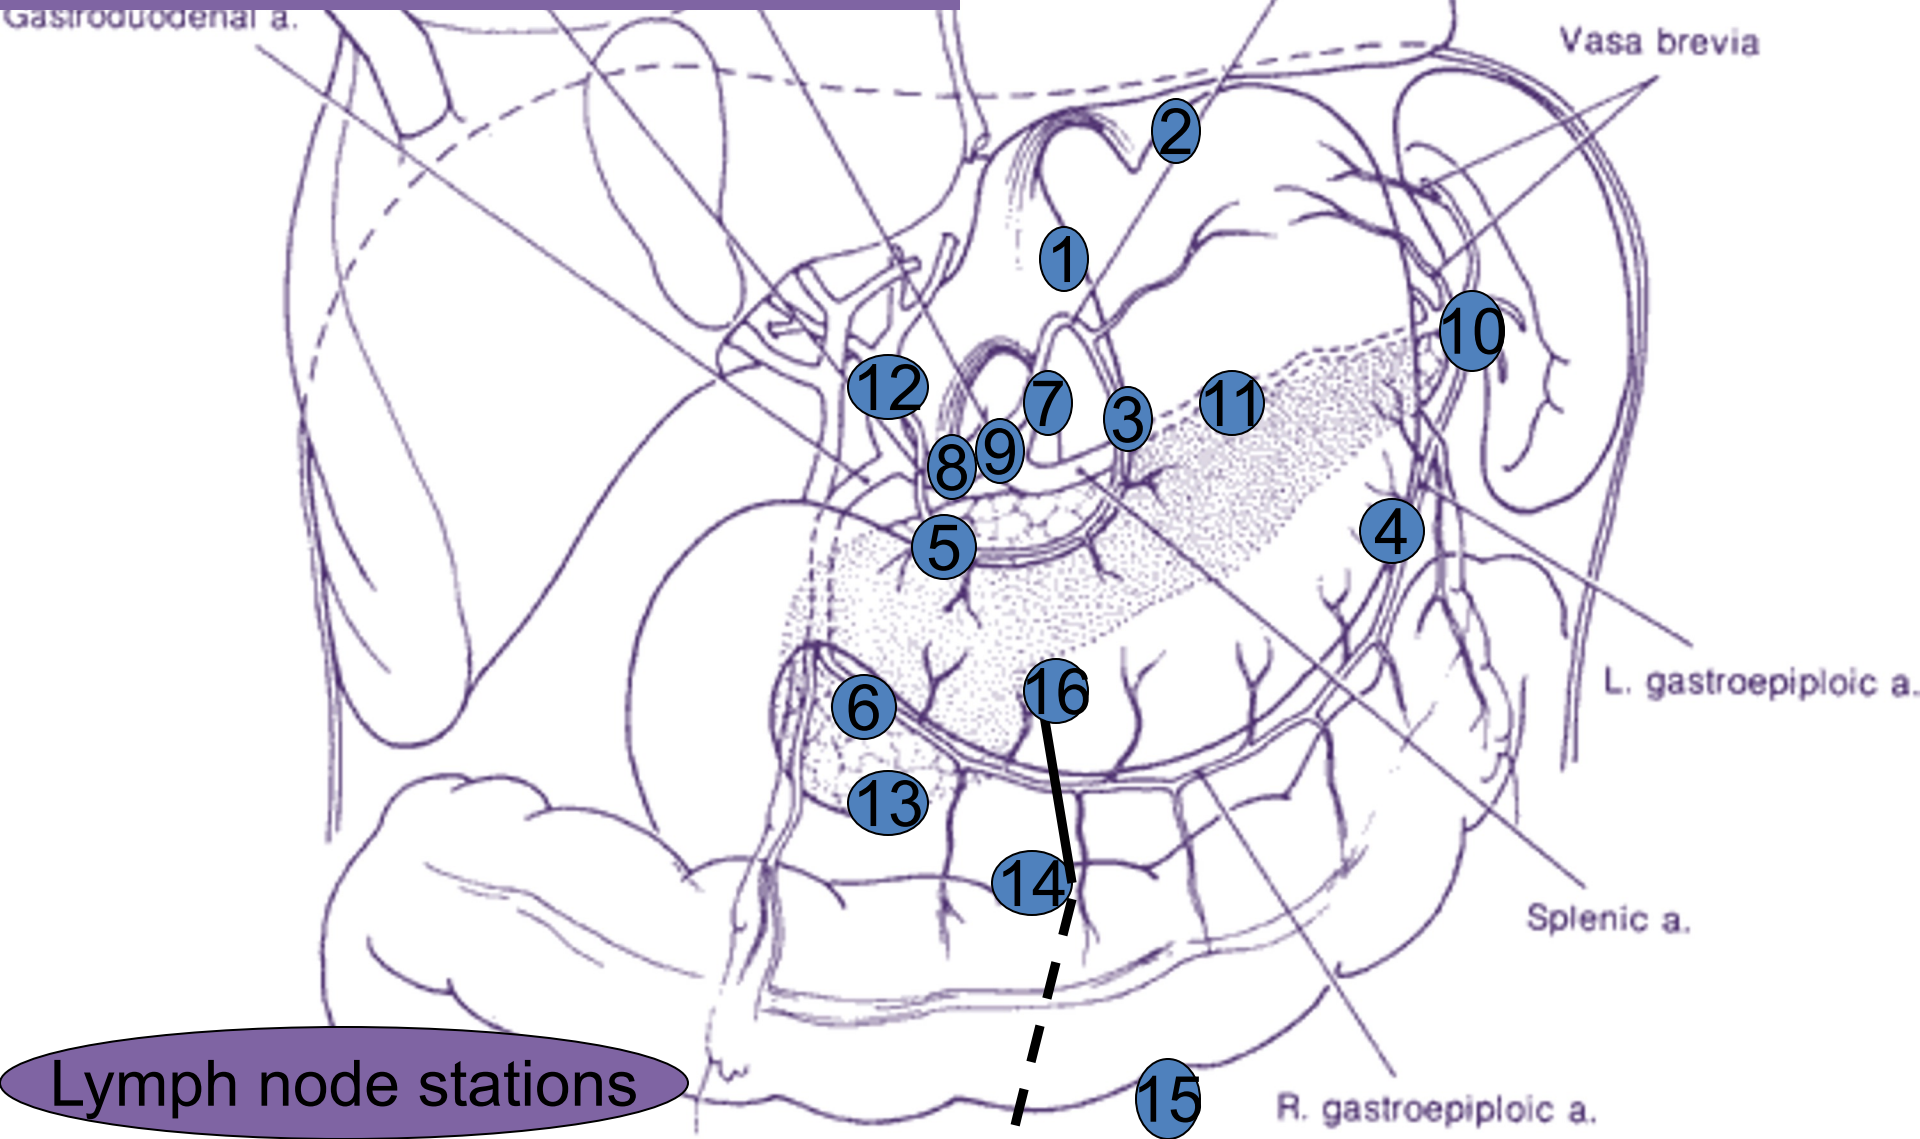 Gastroduodenal a.
Vasa brevia
2
1
10
12
7
3
11
8
9
5
4
L. gastroepiploic a.
6
16
13
14
Splenic a.
Lymph node stations
15
R. gastroepiploic a.